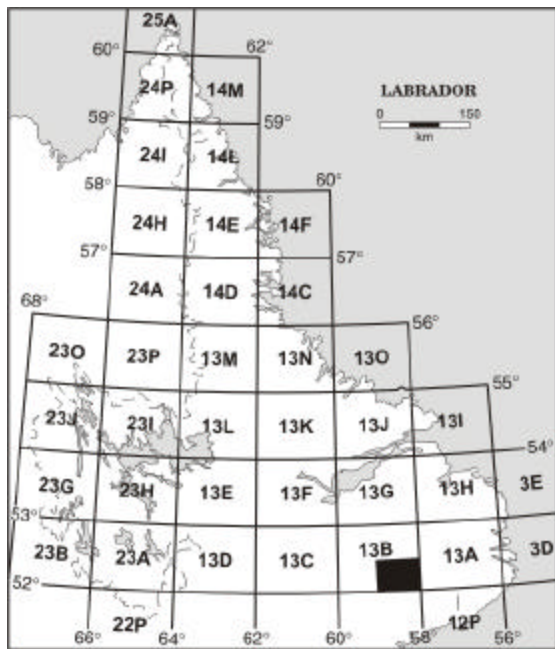 25A
60°
62°
24P
14M
LABRADOR
0 150
km
59°
59°
24I
14L
58°
60°
24H
14E
14F
57°
57°
24A
14D
14C
68°
56°
23O
23P
13M
13N
13O
55°
23J
23I
13L
13K
13J
13I
54°
23G
23H
13E
13F
13G
13H
3E
53°
23B
23A
13D
13C
13B
13A
3D
52°
22P
12P
66°
64°
62°
60°
58°
56°